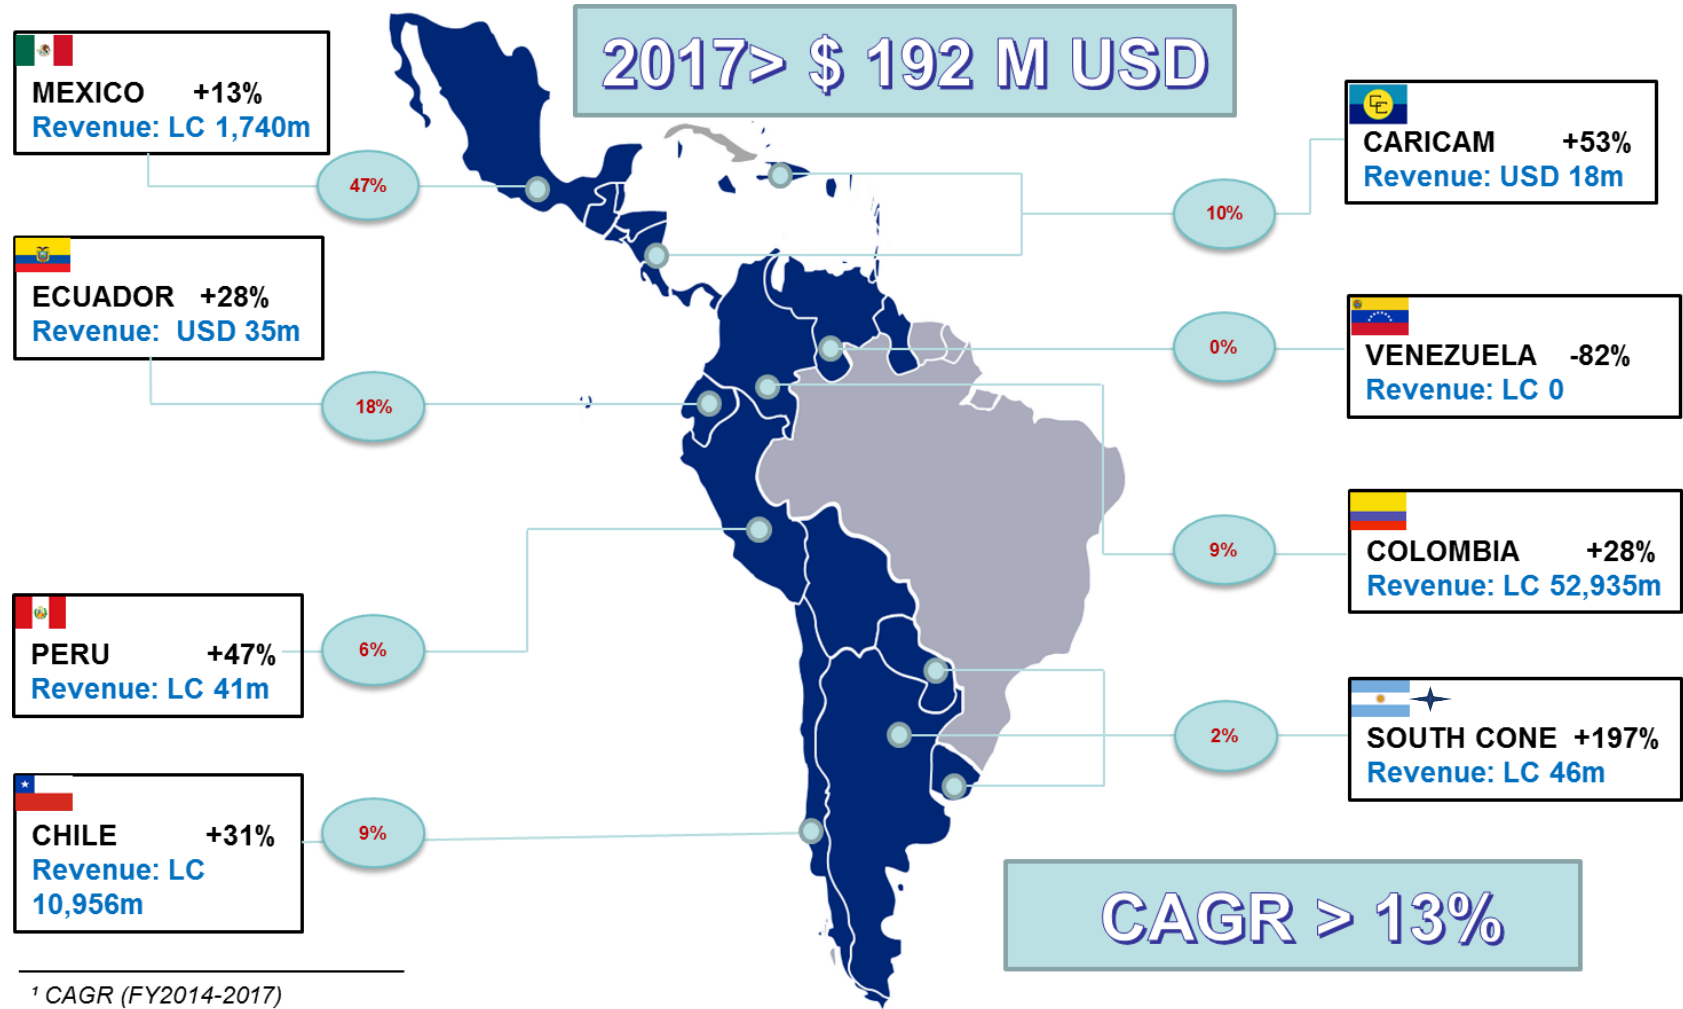 2017> $ 192 M USD
MEXICO +13%
Revenue: LC 1,740m
47%
ECUADOR +28%
Revenue: USD 35m
18%
PERU +47%
Revenue: LC 41m
6%
CHILE +31%
Revenue: LC
10,956m
9%
CARICAM +53%
Revenue: USD 18m
10%
VENEZUELA -82%
Revenue: LC 0
0%
COLOMBIA +28%
Revenue: LC 52,935m
9%
SOUTH CONE +197%
Revenue: LC 46m
2%
CAGR > 13%
¹ CAGR (FY2014-2017)